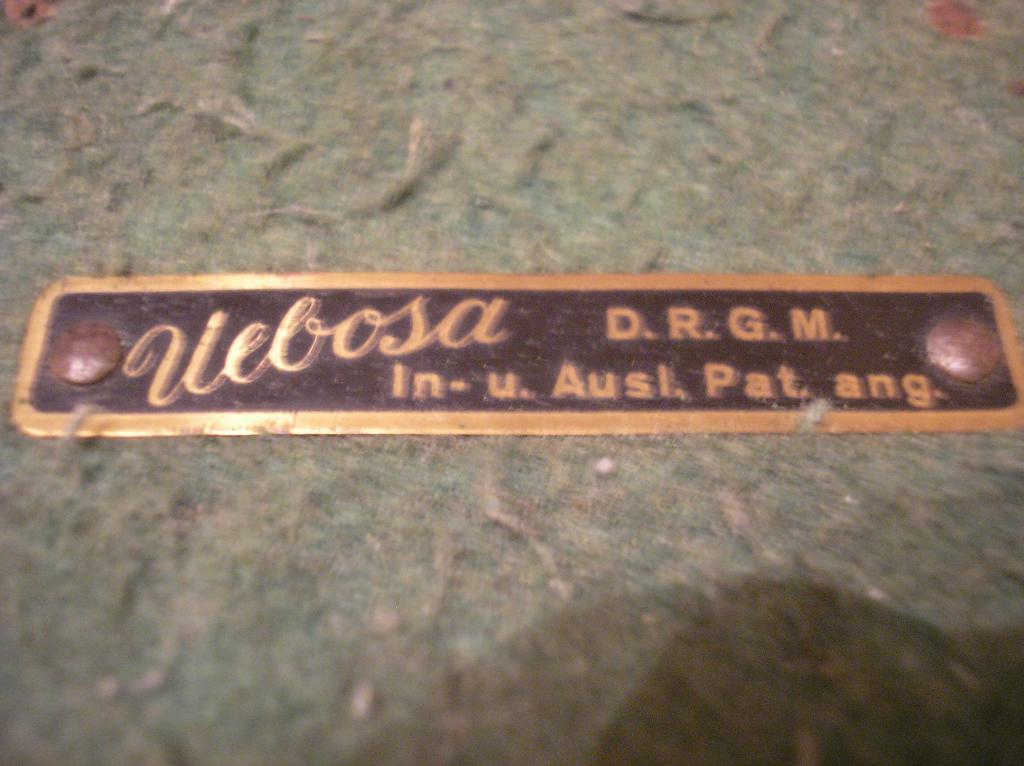 Uebosa D. R. G. M.
In- u. Ausl. Pat. ang.